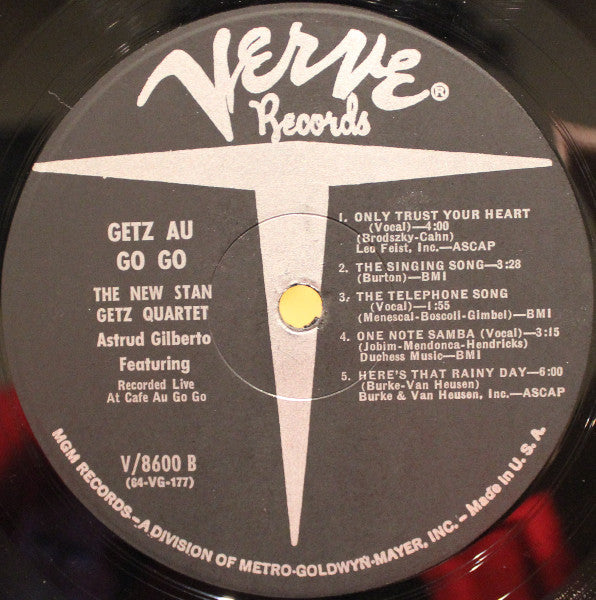 Verve®
Records
GETZ AU
GO GO
THE NEW STAN
GETZ QUARTET
Astrud Gilberto
Featuring
Recorded Live
At Cafe Au Go Go
V/8600 B
(64-VG-177)
1. ONLY TRUST YOUR HEART
(Vocal)—4:00
(Brodszky-Cahn)
Leo Feist, Inc.—ASCAP
2. THE SINGING SONG—3:28
(Burton)—BMI
3. THE TELEPHONE SONG
(Vocal)—1:55
(Menescal-Boscoli-Gimbel)—BMI
4. ONE NOTE SAMBA (Vocal)—3:15
(Jobim-Mendonca-Hendricks)
Duchess Music—BMI
5. HERE'S THAT RAINY DAY—6:00
(Burke-Van Heusen)
Burke & Van Heusen, Inc.—ASCAP
MGM RECORDS—A DIVISION OF METRO-GOLDWYN-MAYER, INC.—Made in U. S. A.